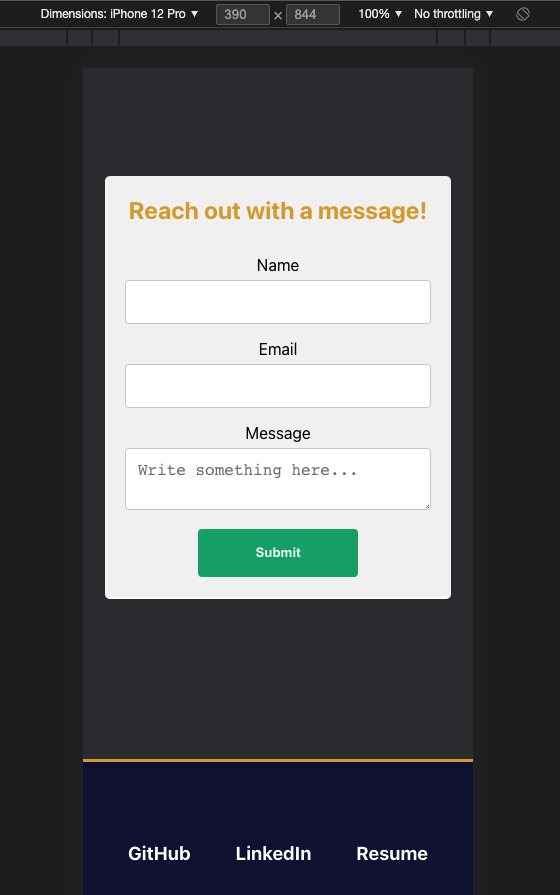 Dimensions: iPhone 12 Pro ▼ 390 × 844 100% ▼ No throttling ▼
Reach out with a message!
Name
Email
Message
Write something here...
Submit
GitHub LinkedIn Resume